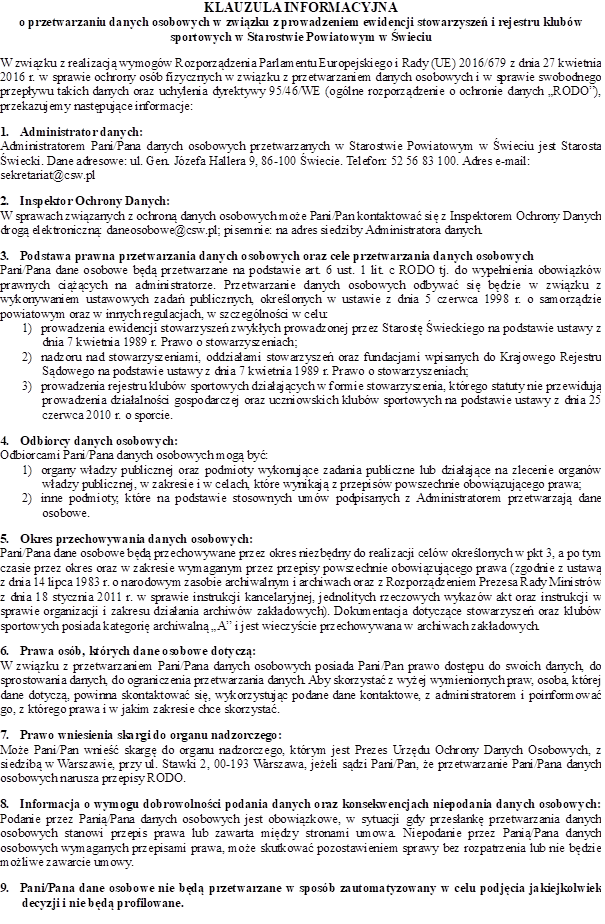 KLAUZULA INFORMACYJNA
o przetwarzaniu danych osobowych w związku z prowadzeniem ewidencji stowarzyszeń i rejestru klubów
sportowych w Starostwie Powiatowym w Świeciu
W związku z realizacją wymogów Rozporządzenia Parlamentu Europejskiego i Rady (UE) 2016/679 z dnia 27 kwietnia
2016 r. w sprawie ochrony osób fizycznych w związku z przetwarzaniem danych osobowych i w sprawie swobodnego
przepływu takich danych oraz uchylenia dyrektywy 95/46/WE (ogólne rozporządzenie o ochronie danych „RODO”),
przekazujemy następujące informacje:
1. Administrator danych:
Administratorem Pani/Pana danych osobowych przetwarzanych w Starostwie Powiatowym w Świeciu jest Starosta
Świecki. Dane adresowe: ul. Gen. Józefa Hallera 9, 86-100 Świecie. Telefon: 52 56 83 100. Adres e-mail:
sekretariat@csw.pl
2. Inspektor Ochrony Danych:
W sprawach związanych z ochroną danych osobowych może Pani/Pan kontaktować się z Inspektorem Ochrony Danych
drogą elektroniczną: daneosobowe@csw.pl; pisemnie: na adres siedziby Administratora danych.
3. Podstawa prawna przetwarzania danych osobowych oraz cele przetwarzania danych osobowych
Pani/Pana dane osobowe będą przetwarzane na podstawie art. 6 ust. 1 lit. c RODO tj. do wypełnienia obowiązków
prawnych ciążących na administratorze. Przetwarzanie danych osobowych odbywać się będzie w związku z
wykonywaniem ustawowych zadań publicznych, określonych w ustawie z dnia 5 czerwca 1998 r. o samorządzie
powiatowym oraz w innych regulacjach, w szczególności w celu:
1) prowadzenia ewidencji stowarzyszeń zwykłych prowadzonej przez Starostę Świeckiego na podstawie ustawy z
dnia 7 kwietnia 1989 r. Prawo o stowarzyszeniach;
2) nadzoru nad stowarzyszeniami, oddziałami stowarzyszeń oraz fundacjami wpisanych do Krajowego Rejestru
Sądowego na podstawie ustawy z dnia 7 kwietnia 1989 r. Prawo o stowarzyszeniach;
3) prowadzenia rejestru klubów sportowych działających w formie stowarzyszenia, którego statuty nie przewidują
prowadzenia działalności gospodarczej oraz uczniowskich klubów sportowych na podstawie ustawy z dnia 25
czerwca 2010 r. o sporcie.
4. Odbiorcy danych osobowych:
Odbiorcami Pani/Pana danych osobowych mogą być:
1) organy władzy publicznej oraz podmioty wykonujące zadania publiczne lub działające na zlecenie organów
władzy publicznej, w zakresie i w celach, które wynikają z przepisów powszechnie obowiązującego prawa;
2) inne podmioty, które na podstawie stosownych umów podpisanych z Administratorem przetwarzają dane
osobowe.
5. Okres przechowywania danych osobowych:
Pani/Pana dane osobowe będą przechowywane przez okres niezbędny do realizacji celów określonych w pkt 3, a po tym
czasie przez okres oraz w zakresie wymaganym przez przepisy powszechnie obowiązującego prawa (zgodnie z ustawą
z dnia 14 lipca 1983 r. o narodowym zasobie archiwalnym i archiwach oraz z Rozporządzeniem Prezesa Rady Ministrów
z dnia 18 stycznia 2011 r. w sprawie instrukcji kancelaryjnej, jednolitych rzeczowych wykazów akt oraz instrukcji w
sprawie organizacji i zakresu działania archiwów zakładowych). Dokumentacja dotyczące stowarzyszeń oraz klubów
sportowych posiada kategorię archiwalną „A” i jest wieczyście przechowywana w archiwach zakładowych.
6. Prawa osób, których dane osobowe dotyczą:
W związku z przetwarzaniem Pani/Pana danych osobowych posiada Pani/Pan prawo dostępu do swoich danych, do
sprostowania danych, do ograniczenia przetwarzania danych. Aby skorzystać z wyżej wymienionych praw, osoba, której
dane dotyczą, powinna skontaktować się, wykorzystując podane dane kontaktowe, z administratorem i poinformować
go, z którego prawa i w jakim zakresie chce skorzystać.
7. Prawo wniesienia skargi do organu nadzorczego:
Może Pani/Pan wnieść skargę do organu nadzorczego, którym jest Prezes Urzędu Ochrony Danych Osobowych, z
siedzibą w Warszawie, przy ul. Stawki 2, 00-193 Warszawa, jeżeli sądzi Pani/Pan, że przetwarzanie Pani/Pana danych
osobowych narusza przepisy RODO.
8. Informacja o wymogu dobrowolności podania danych oraz konsekwencjach niepodania danych osobowych:
Podanie przez Panią/Pana danych osobowych jest obowiązkowe, w sytuacji gdy przesłankę przetwarzania danych
osobowych stanowi przepis prawa lub zawarta między stronami umowa. Niepodanie przez Panią/Pana danych
osobowych wymaganych przepisami prawa, może skutkować pozostawieniem sprawy bez rozpatrzenia lub nie będzie
możliwe zawarcie umowy.
9. Pani/Pana dane osobowe nie będą przetwarzane w sposób zautomatyzowany w celu podjęcia jakiejkolwiek
decyzji i nie będą profilowane.